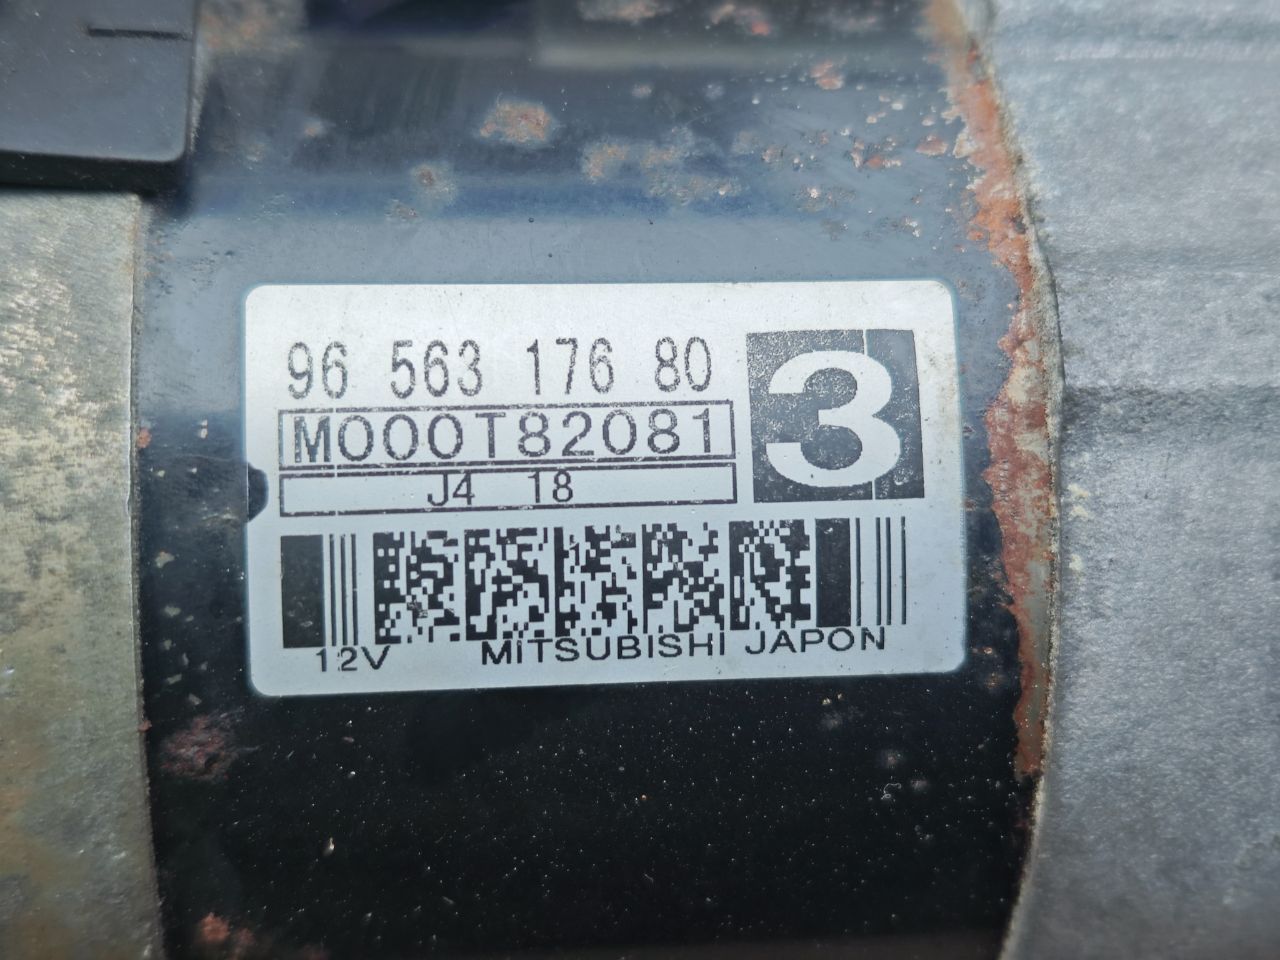 96 563 176 80
3
M000T82081
J4 18
12V MITSUBISHI JAPON